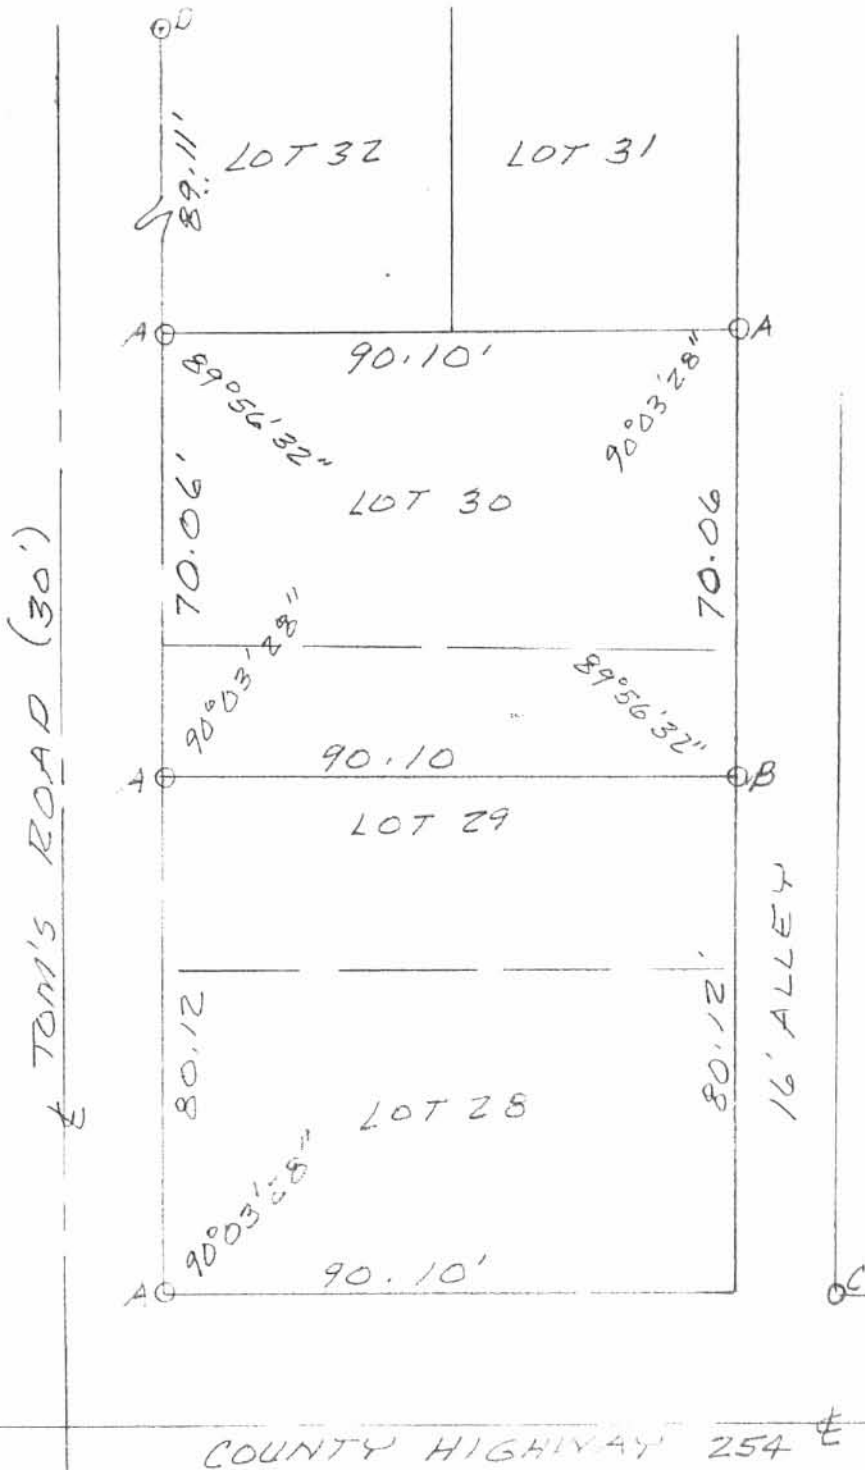 D
89.11'
LOT 32
LOT 31
A
A
90.10'
89°56'32"
90°03'28"
LOT 30
70.06'
70.06
TOM'S ROAD (30')
90°03'28"
89°56'32"
90.10
A
B
LOT 29
16' ALLEY
80.12
80.12'
℄
LOT 28
90°03'28"
90.10'
A
C
COUNTY HIGHWAY 254 ℄